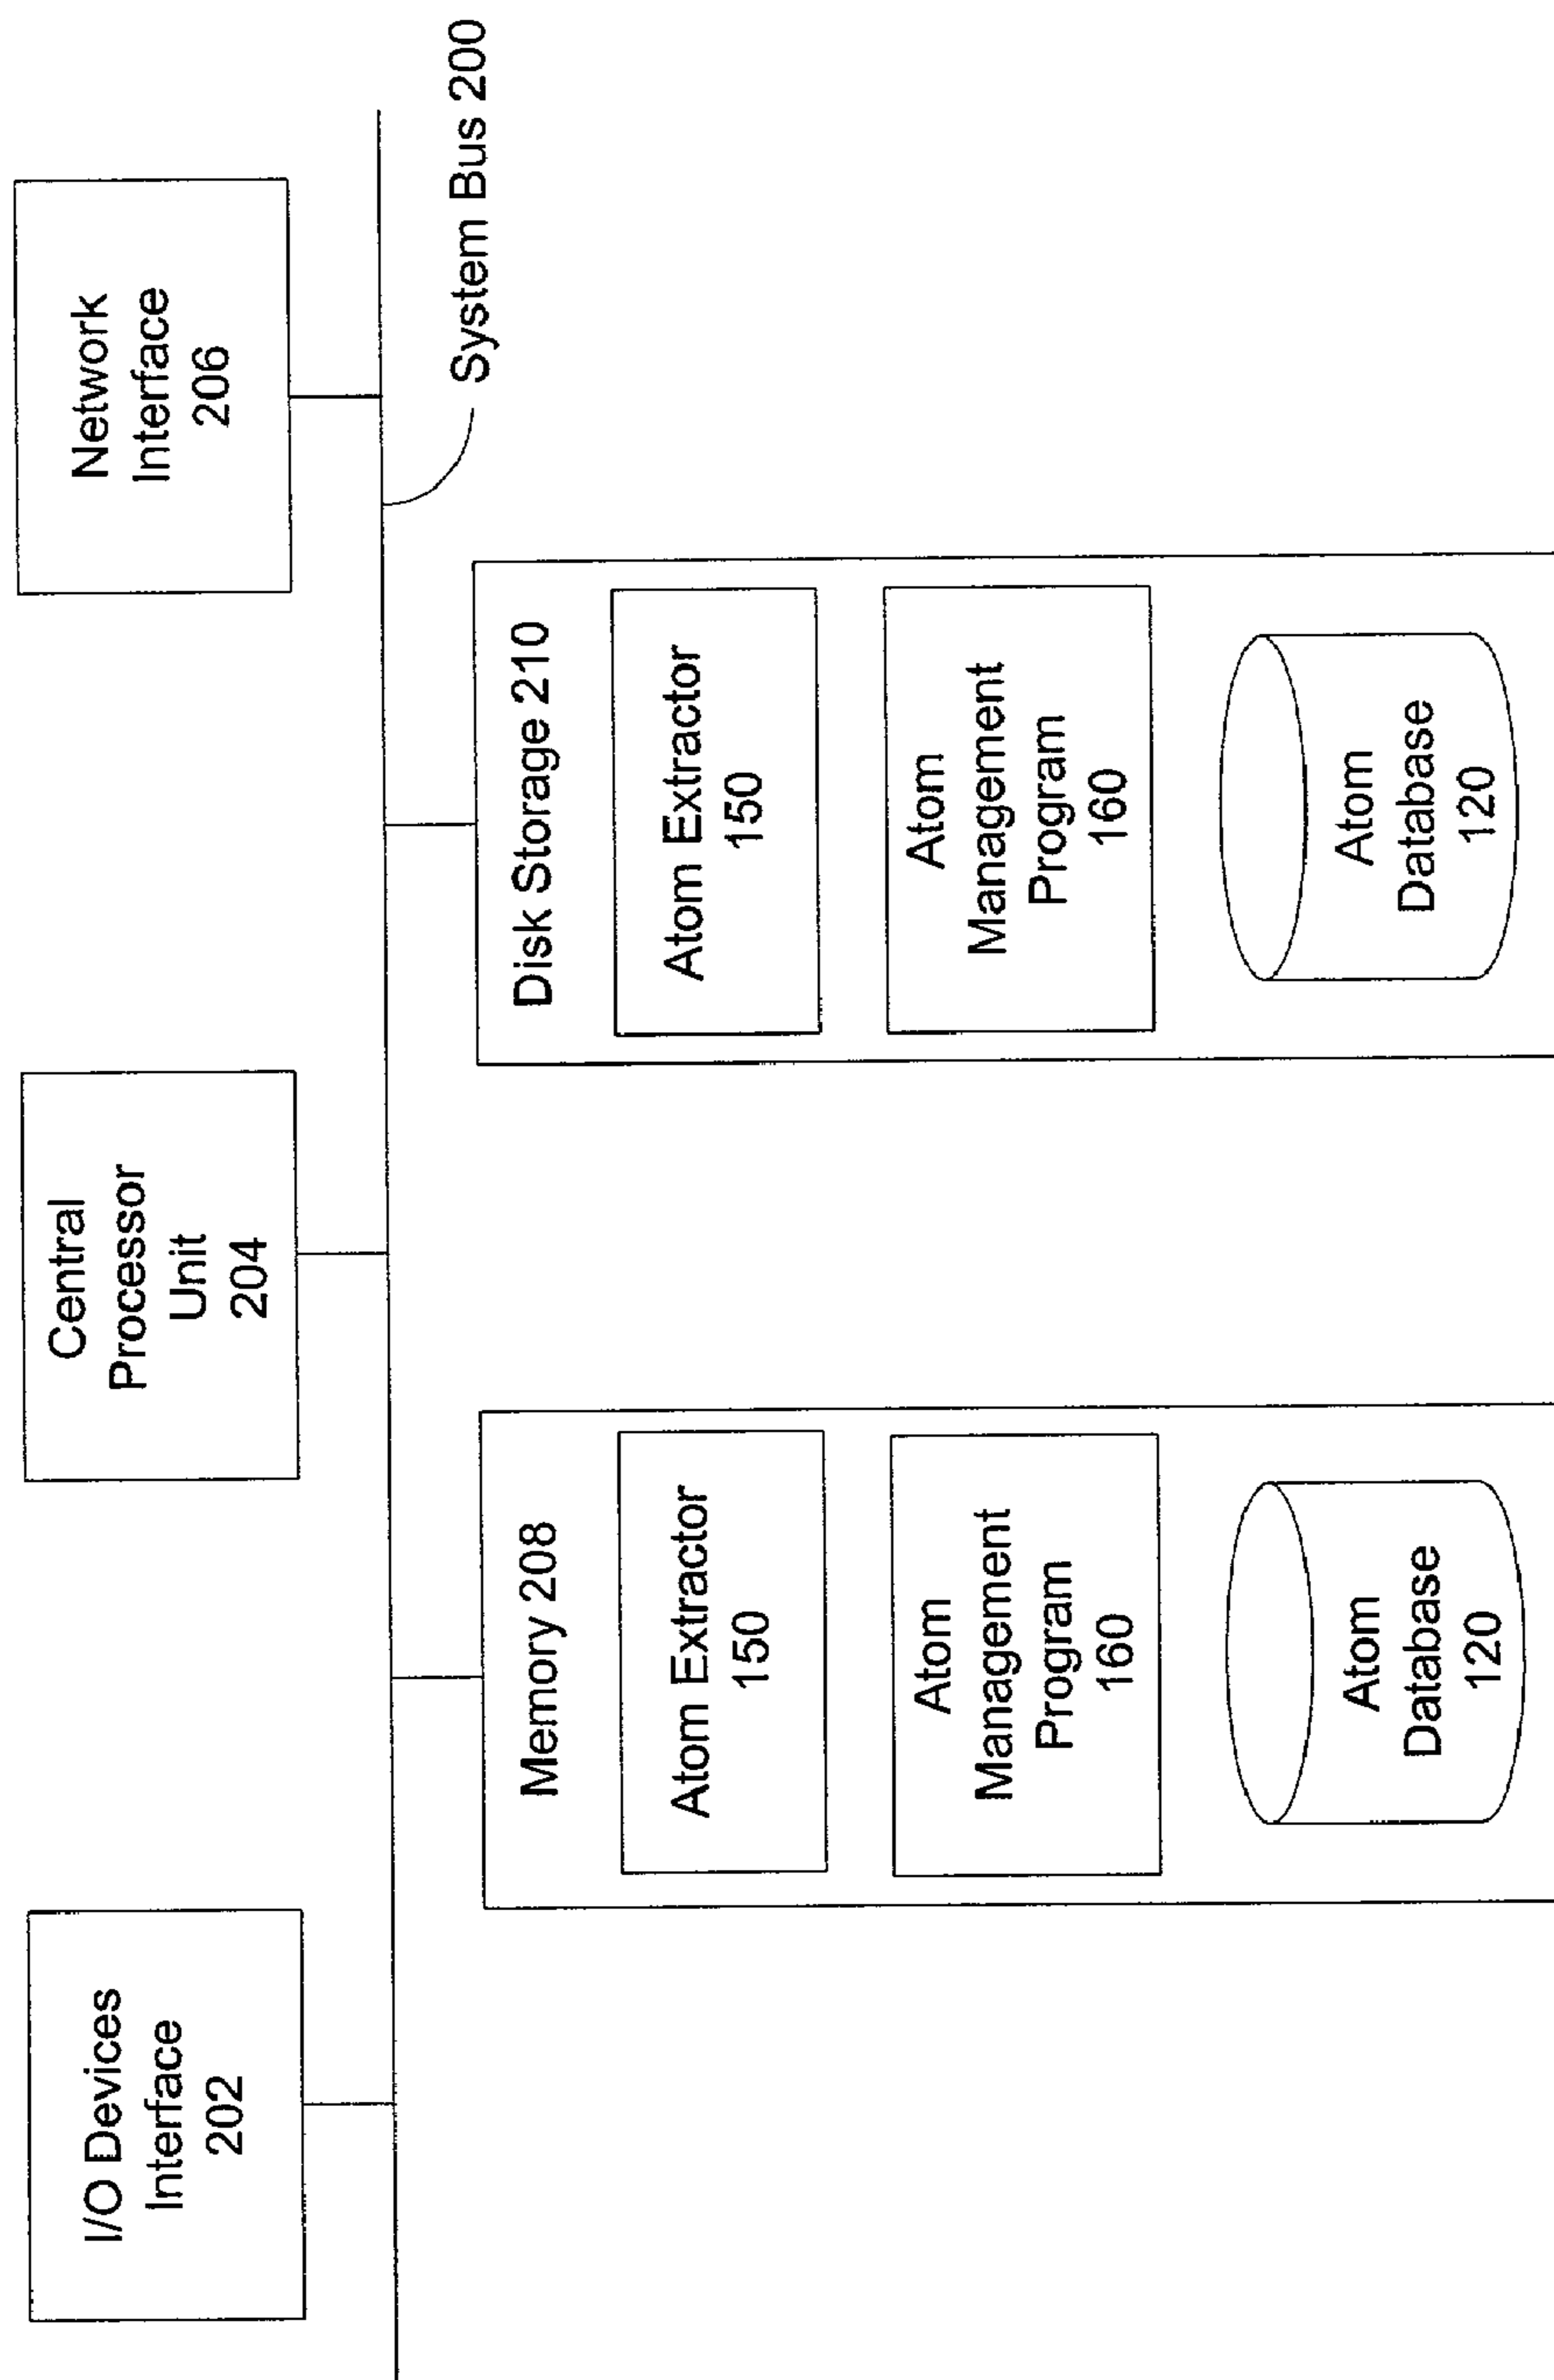 I/O Devices
Interface
202
Central
Processor
Unit
204
Network
Interface
206
System Bus 200
Memory 208
Atom Extractor
150
Atom
Management
Program
160
Atom
Database
120
Disk Storage 210
Atom Extractor
150
Atom
Management
Program
160
Atom
Database
120